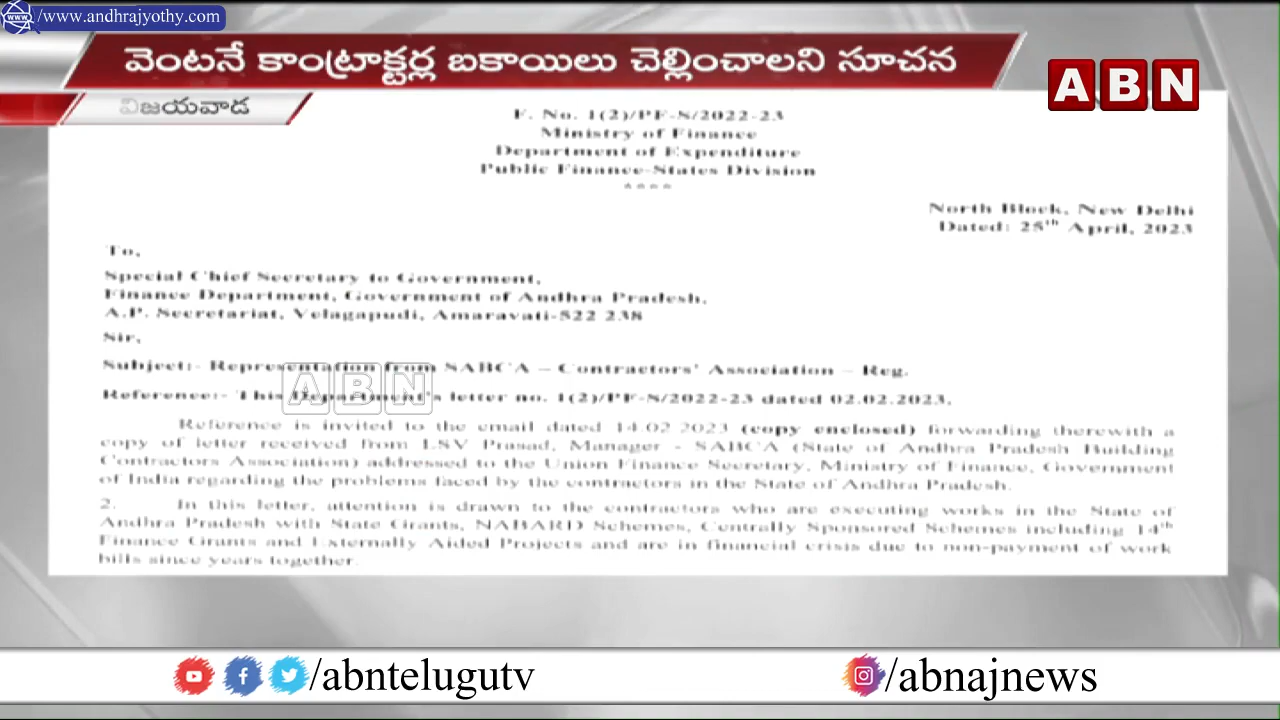 /www.andhrajyothy.com
వెంటనే కాంట్రాక్టర్ల బకాయిలు చెల్లించాలని సూచన
ABN
విజయవాడ
F. No. 1(2)/PF-S/2022-23
Ministry of Finance
Department of Expenditure
Public Finance-States Division
****
North Block, New Delhi
Dated: 25th April, 2023
To,
Special Chief Secretary to Government,
Finance Department, Government of Andhra Pradesh,
A.P. Secretariat, Velagapudi, Amaravati-522 238
Sir,
Subject:- Representation from SABCA – Contractors' Association – Reg.
ABN
Reference:- This Department's letter no. 1(2)/PF-S/2022-23 dated 02.02.2023.
Reference is invited to the email dated 14.02.2023 (copy enclosed) forwarding therewith a
copy of letter received from LSV Prasad, Manager - SABCA (State of Andhra Pradesh Building
Contractors Association) addressed to the Union Finance Secretary, Ministry of Finance, Government
of India regarding the problems faced by the contractors in the State of Andhra Pradesh.
2. In this letter, attention is drawn to the contractors who are executing works in the State of
Andhra Pradesh with State Grants, NABARD Schemes, Centrally Sponsored Schemes including 14th
Finance Grants and Externally Aided Projects and are in financial crisis due to non-payment of work
bills since years together.
/abntelugutv
/abnajnews